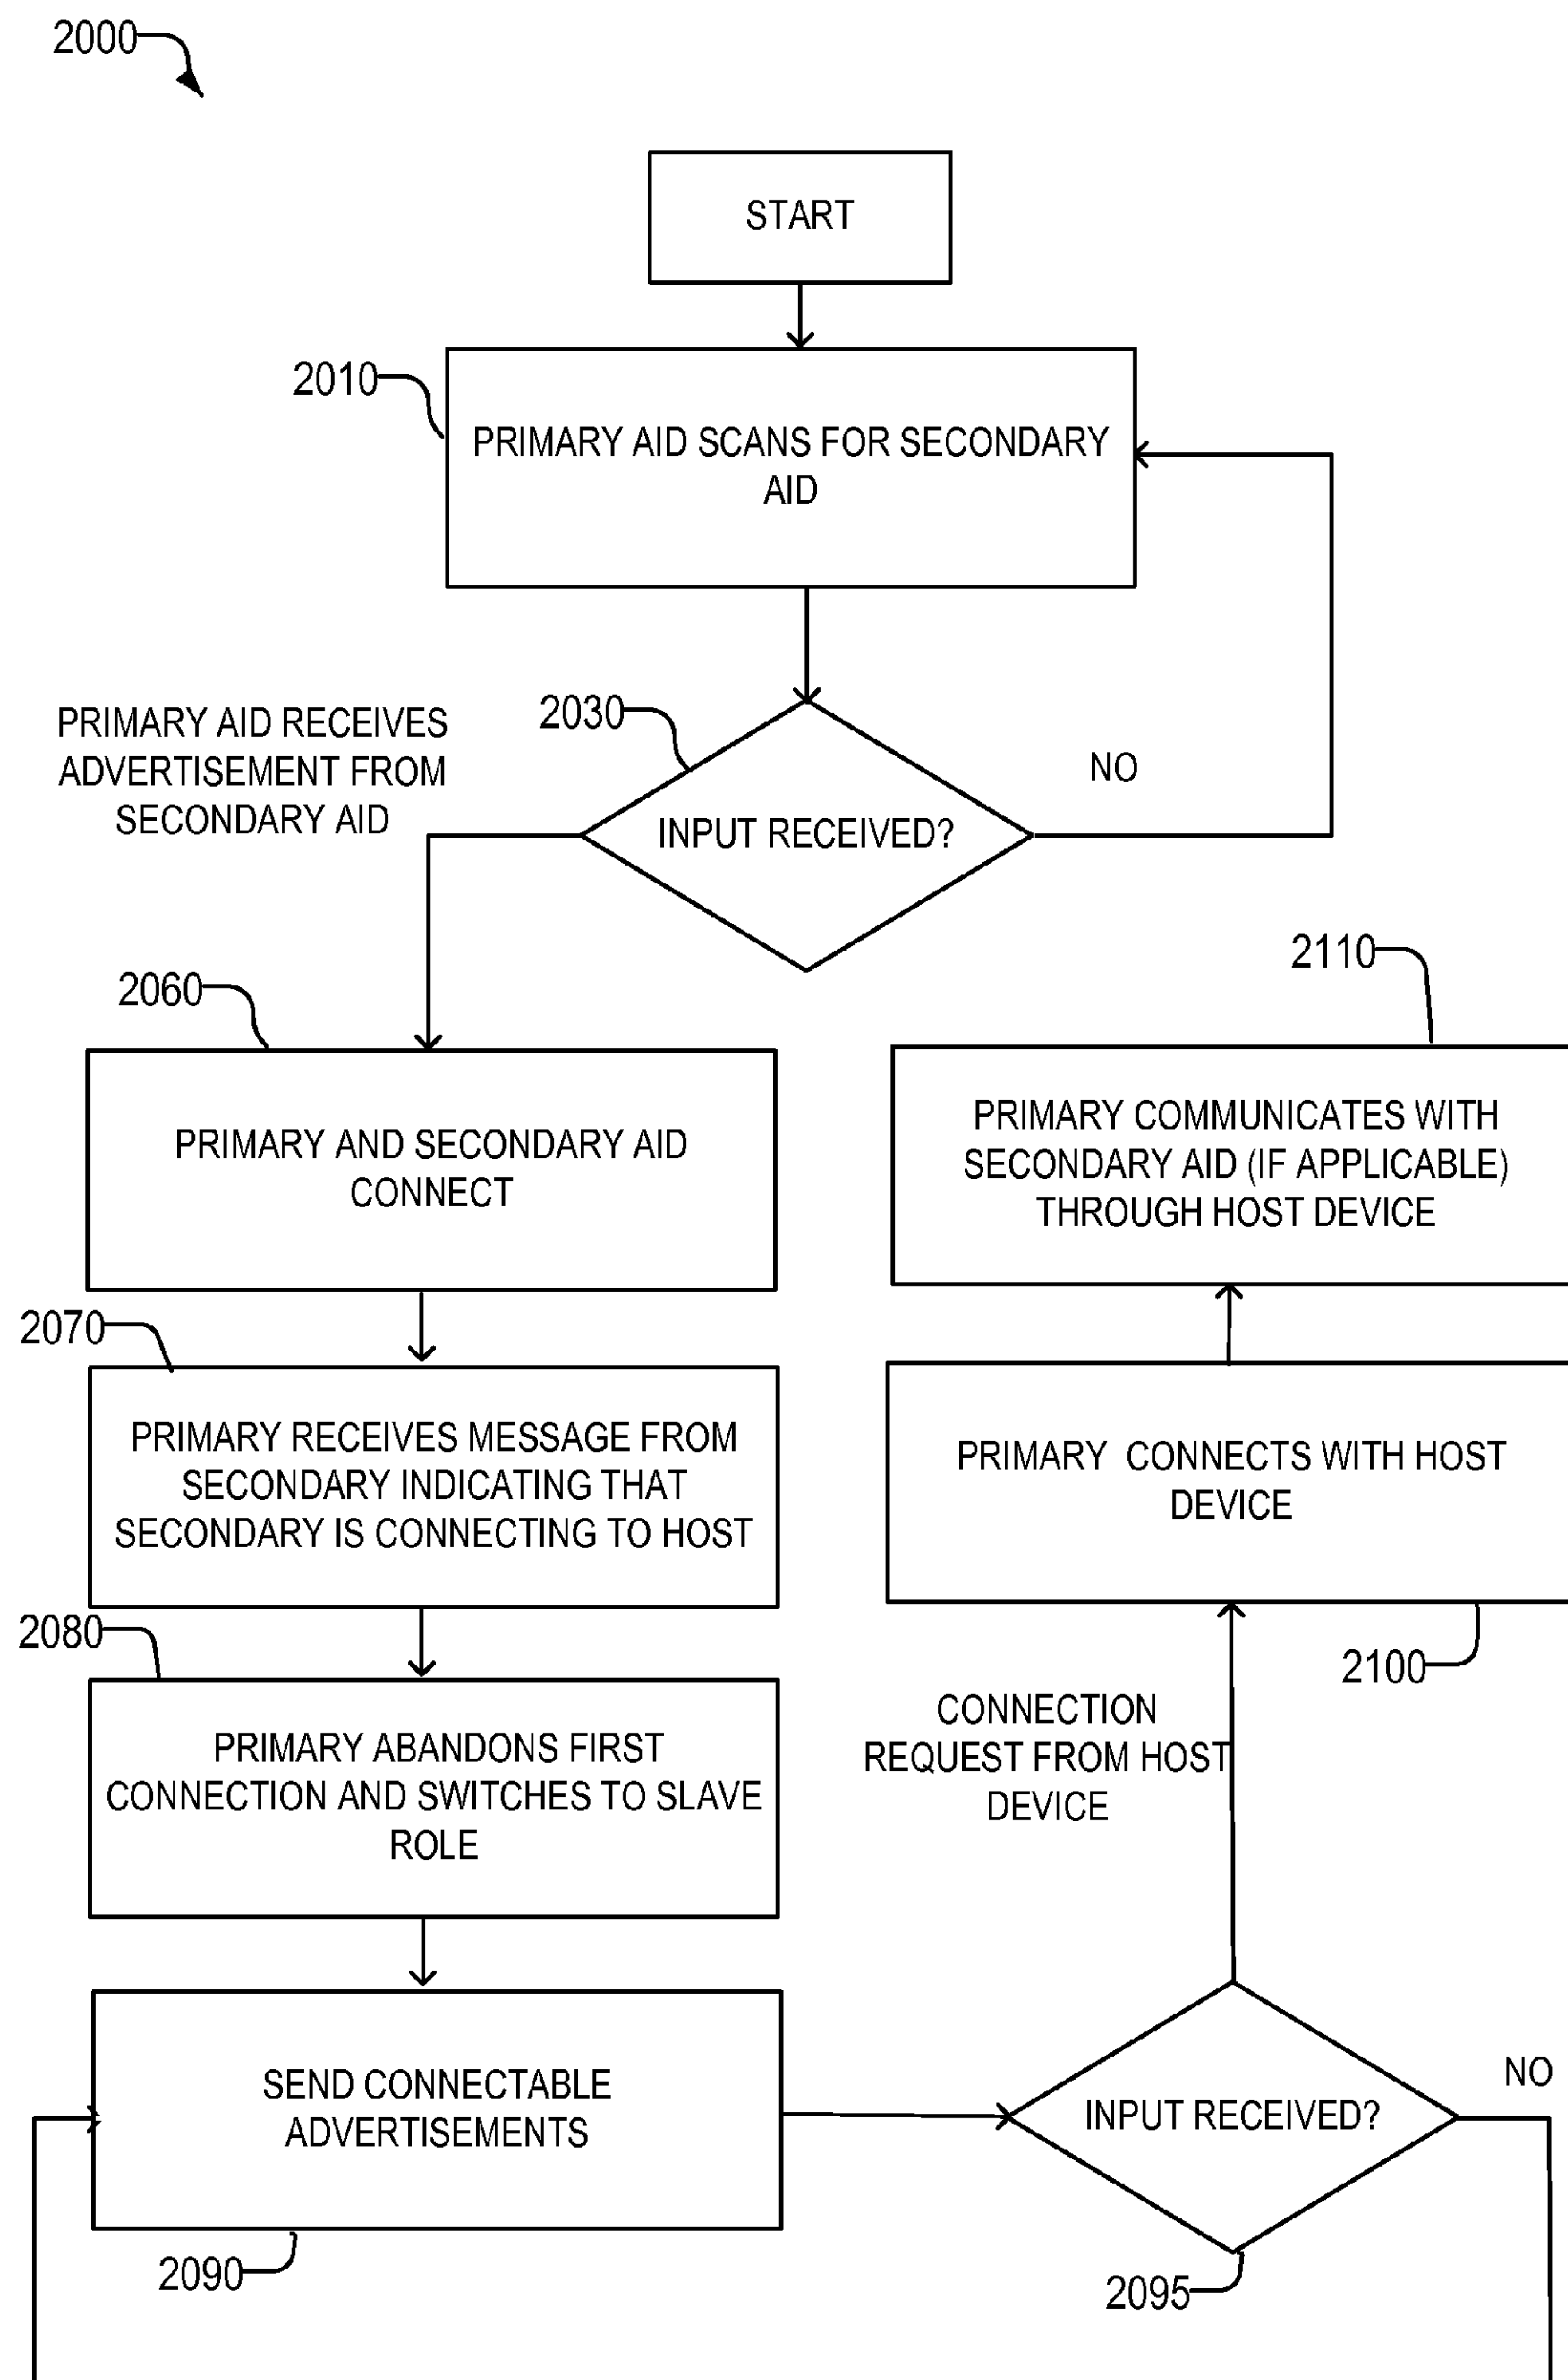 2000
START
2010
PRIMARY AID SCANS FOR SECONDARY
AID
PRIMARY AID RECEIVES
ADVERTISEMENT FROM
SECONDARY AID
2030
NO
INPUT RECEIVED?
2110
2060
PRIMARY AND SECONDARY AID
CONNECT
PRIMARY COMMUNICATES WITH
SECONDARY AID (IF APPLICABLE)
THROUGH HOST DEVICE
2070
PRIMARY RECEIVES MESSAGE FROM
SECONDARY INDICATING THAT
SECONDARY IS CONNECTING TO HOST
PRIMARY CONNECTS WITH HOST
DEVICE
2080
2100
PRIMARY ABANDONS FIRST
CONNECTION AND SWITCHES TO SLAVE
ROLE
CONNECTION
REQUEST FROM HOST
DEVICE
SEND CONNECTABLE
ADVERTISEMENTS
INPUT RECEIVED?
NO
2090
2095